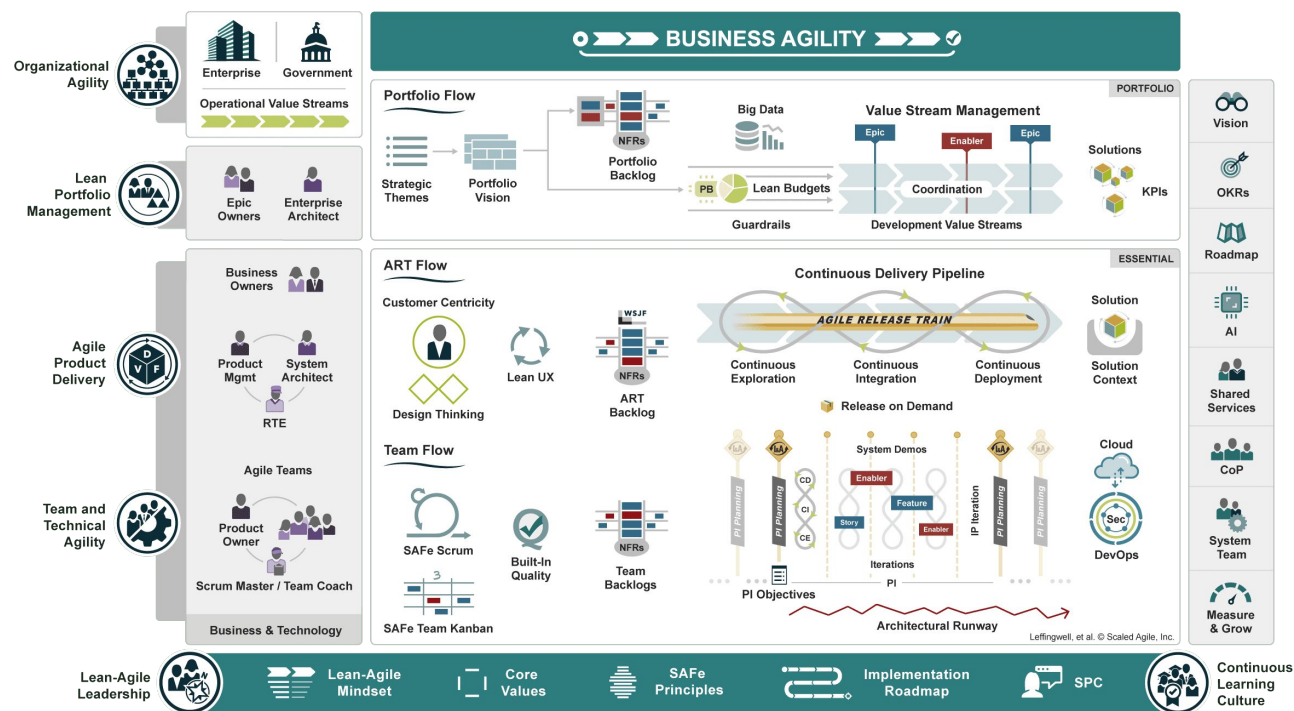 BUSINESS AGILITY
Organizational
Agility
Enterprise
Government
Operational Value Streams
Lean
Portfolio
Management
Epic
Owners
Enterprise
Architect
Portfolio Flow
PORTFOLIO
Strategic
Themes
Portfolio
Vision
NFRs
Portfolio
Backlog
Big Data
PB
Lean Budgets
Guardrails
Value Stream Management
Epic
Enabler
Epic
Coordination
Development Value Streams
Solutions
KPIs
Agile
Product
Delivery
D
V
F
Business
Owners
Product
Mgmt
System
Architect
RTE
Team and
Technical
Agility
Agile Teams
Product
Owner
Scrum Master / Team Coach
Business & Technology
ART Flow
ESSENTIAL
Customer Centricity
Lean UX
Design Thinking
WSJF
NFRs
ART
Backlog
Continuous Delivery Pipeline
AGILE RELEASE TRAIN
Continuous
Exploration
Continuous
Integration
Continuous
Deployment
Release on Demand
Solution
Solution
Context
Team Flow
SAFe Scrum
3
SAFe Team Kanban
Built-In
Quality
NFRs
Team
Backlogs
I&A
I&A
I&A
I&A
System Demos
PI Planning
PI Planning
CD
CI
CE
Enabler
Story
Feature
Enabler
IP Iteration
PI Planning
PI Planning
Iterations
PI
PI Objectives
Architectural Runway
Cloud
Sec
DevOps
Leffingwell, et al. © Scaled Agile, Inc.
Vision
OKRs
Roadmap
AI
Shared
Services
CoP
System
Team
Measure
& Grow
Lean-Agile
Leadership
Lean-Agile
Mindset
Core
Values
SAFe
Principles
Implementation
Roadmap
SPC
Continuous
Learning
Culture